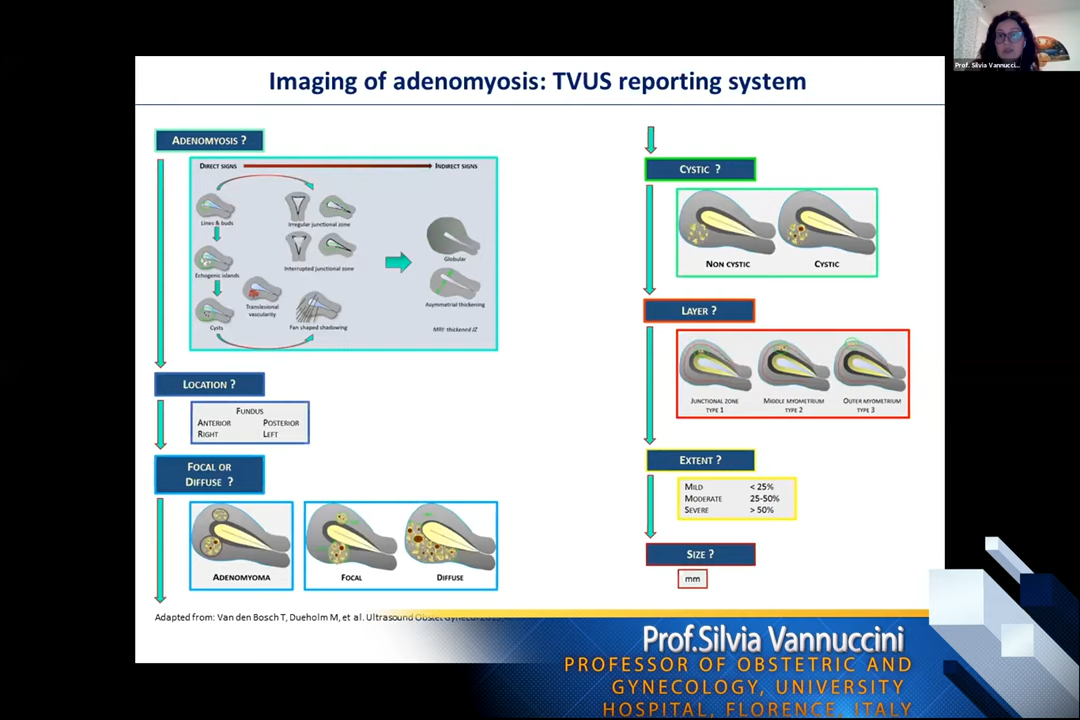 Prof. Silvia Vannucci...
Imaging of adenomyosis: TVUS reporting system
ADENOMYOSIS ?
DIRECT SIGNS
INDIRECT SIGNS
Lines & buds
Irregular junctional zone
Echogenic islands
Interrupted junctional zone
Globular
Translesional
vascularity
Asymmatrial thickening
Cysts
Fan shaped shadowing
MRI: thickened JZ
LOCATION ?
FUNDUS
ANTERIOR POSTERIOR
RIGHT LEFT
FOCAL OR
DIFFUSE ?
ADENOMYOMA
FOCAL
DIFFUSE
CYSTIC ?
NON CYSTIC
CYSTIC
LAYER ?
JUNCTIONAL ZONE
TYPE 1
MIDDLE MYOMETRIUM
TYPE 2
OUTER MYOMETRIUM
TYPE 3
EXTENT ?
MILD < 25%
MODERATE 25-50%
SEVERE > 50%
SIZE ?
mm
Adapted from: Van den Bosch T, Dueholm M, et al. Ultrasound Obstet Gynecol
Prof.Silvia Vannuccini
PROFESSOR OF OBSTETRIC AND
GYNECOLOGY, UNIVERSITY
HOSPITAL, FLORENCE, ITALY